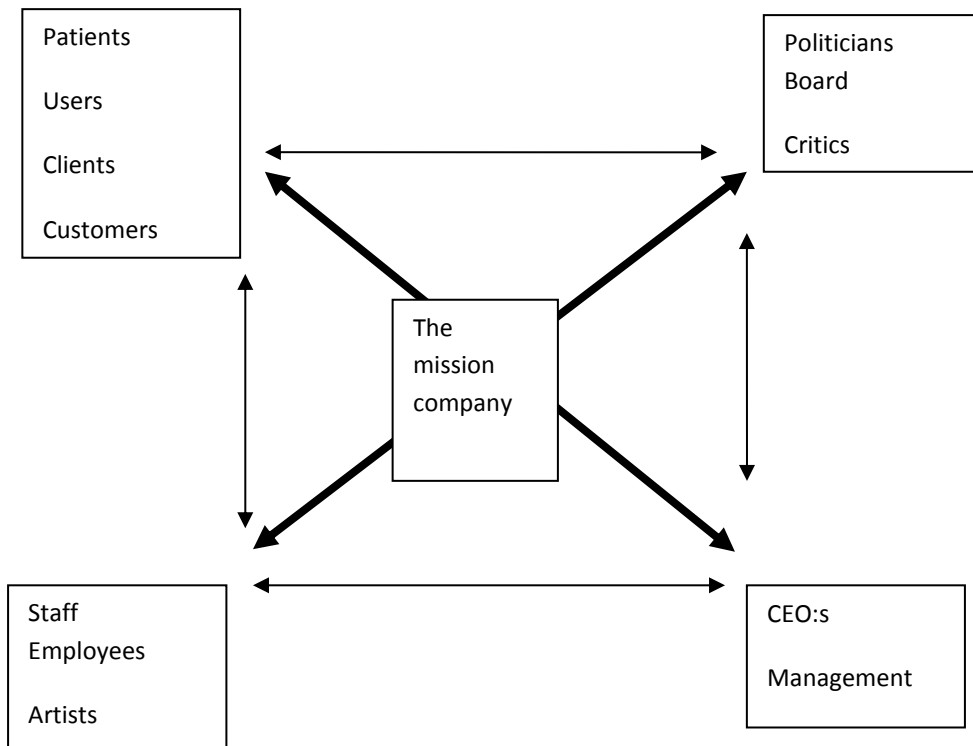 Patients
Users
Clients
Customers
Politicians
Board
Critics
The
mission
company
Staff
Employees
Artists
CEO:s
Management